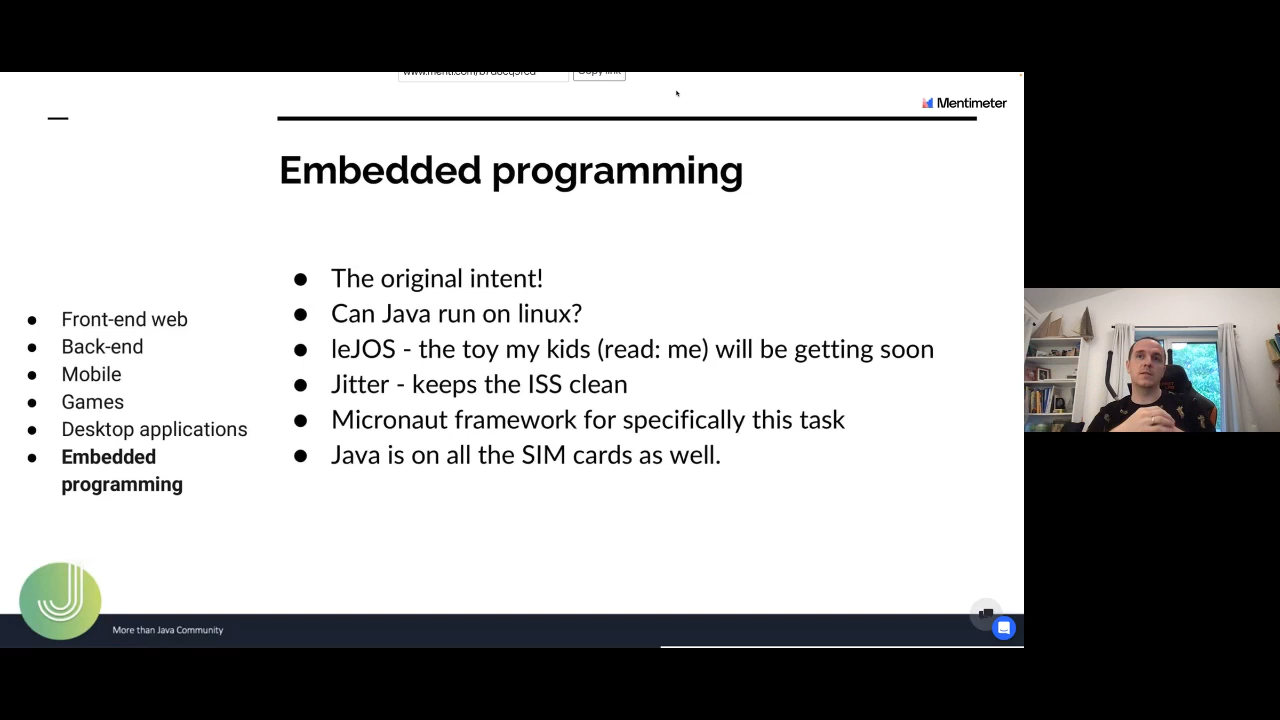 Copy link
Mentimeter
Embedded programming
● The original intent!
● Can Java run on linux?
● leJOS - the toy my kids (read: me) will be getting soon
● Jitter - keeps the ISS clean
● Micronaut framework for specifically this task
● Java is on all the SIM cards as well.
● Front-end web
● Back-end
● Mobile
● Games
● Desktop applications
● Embedded
programming
More than Java Community